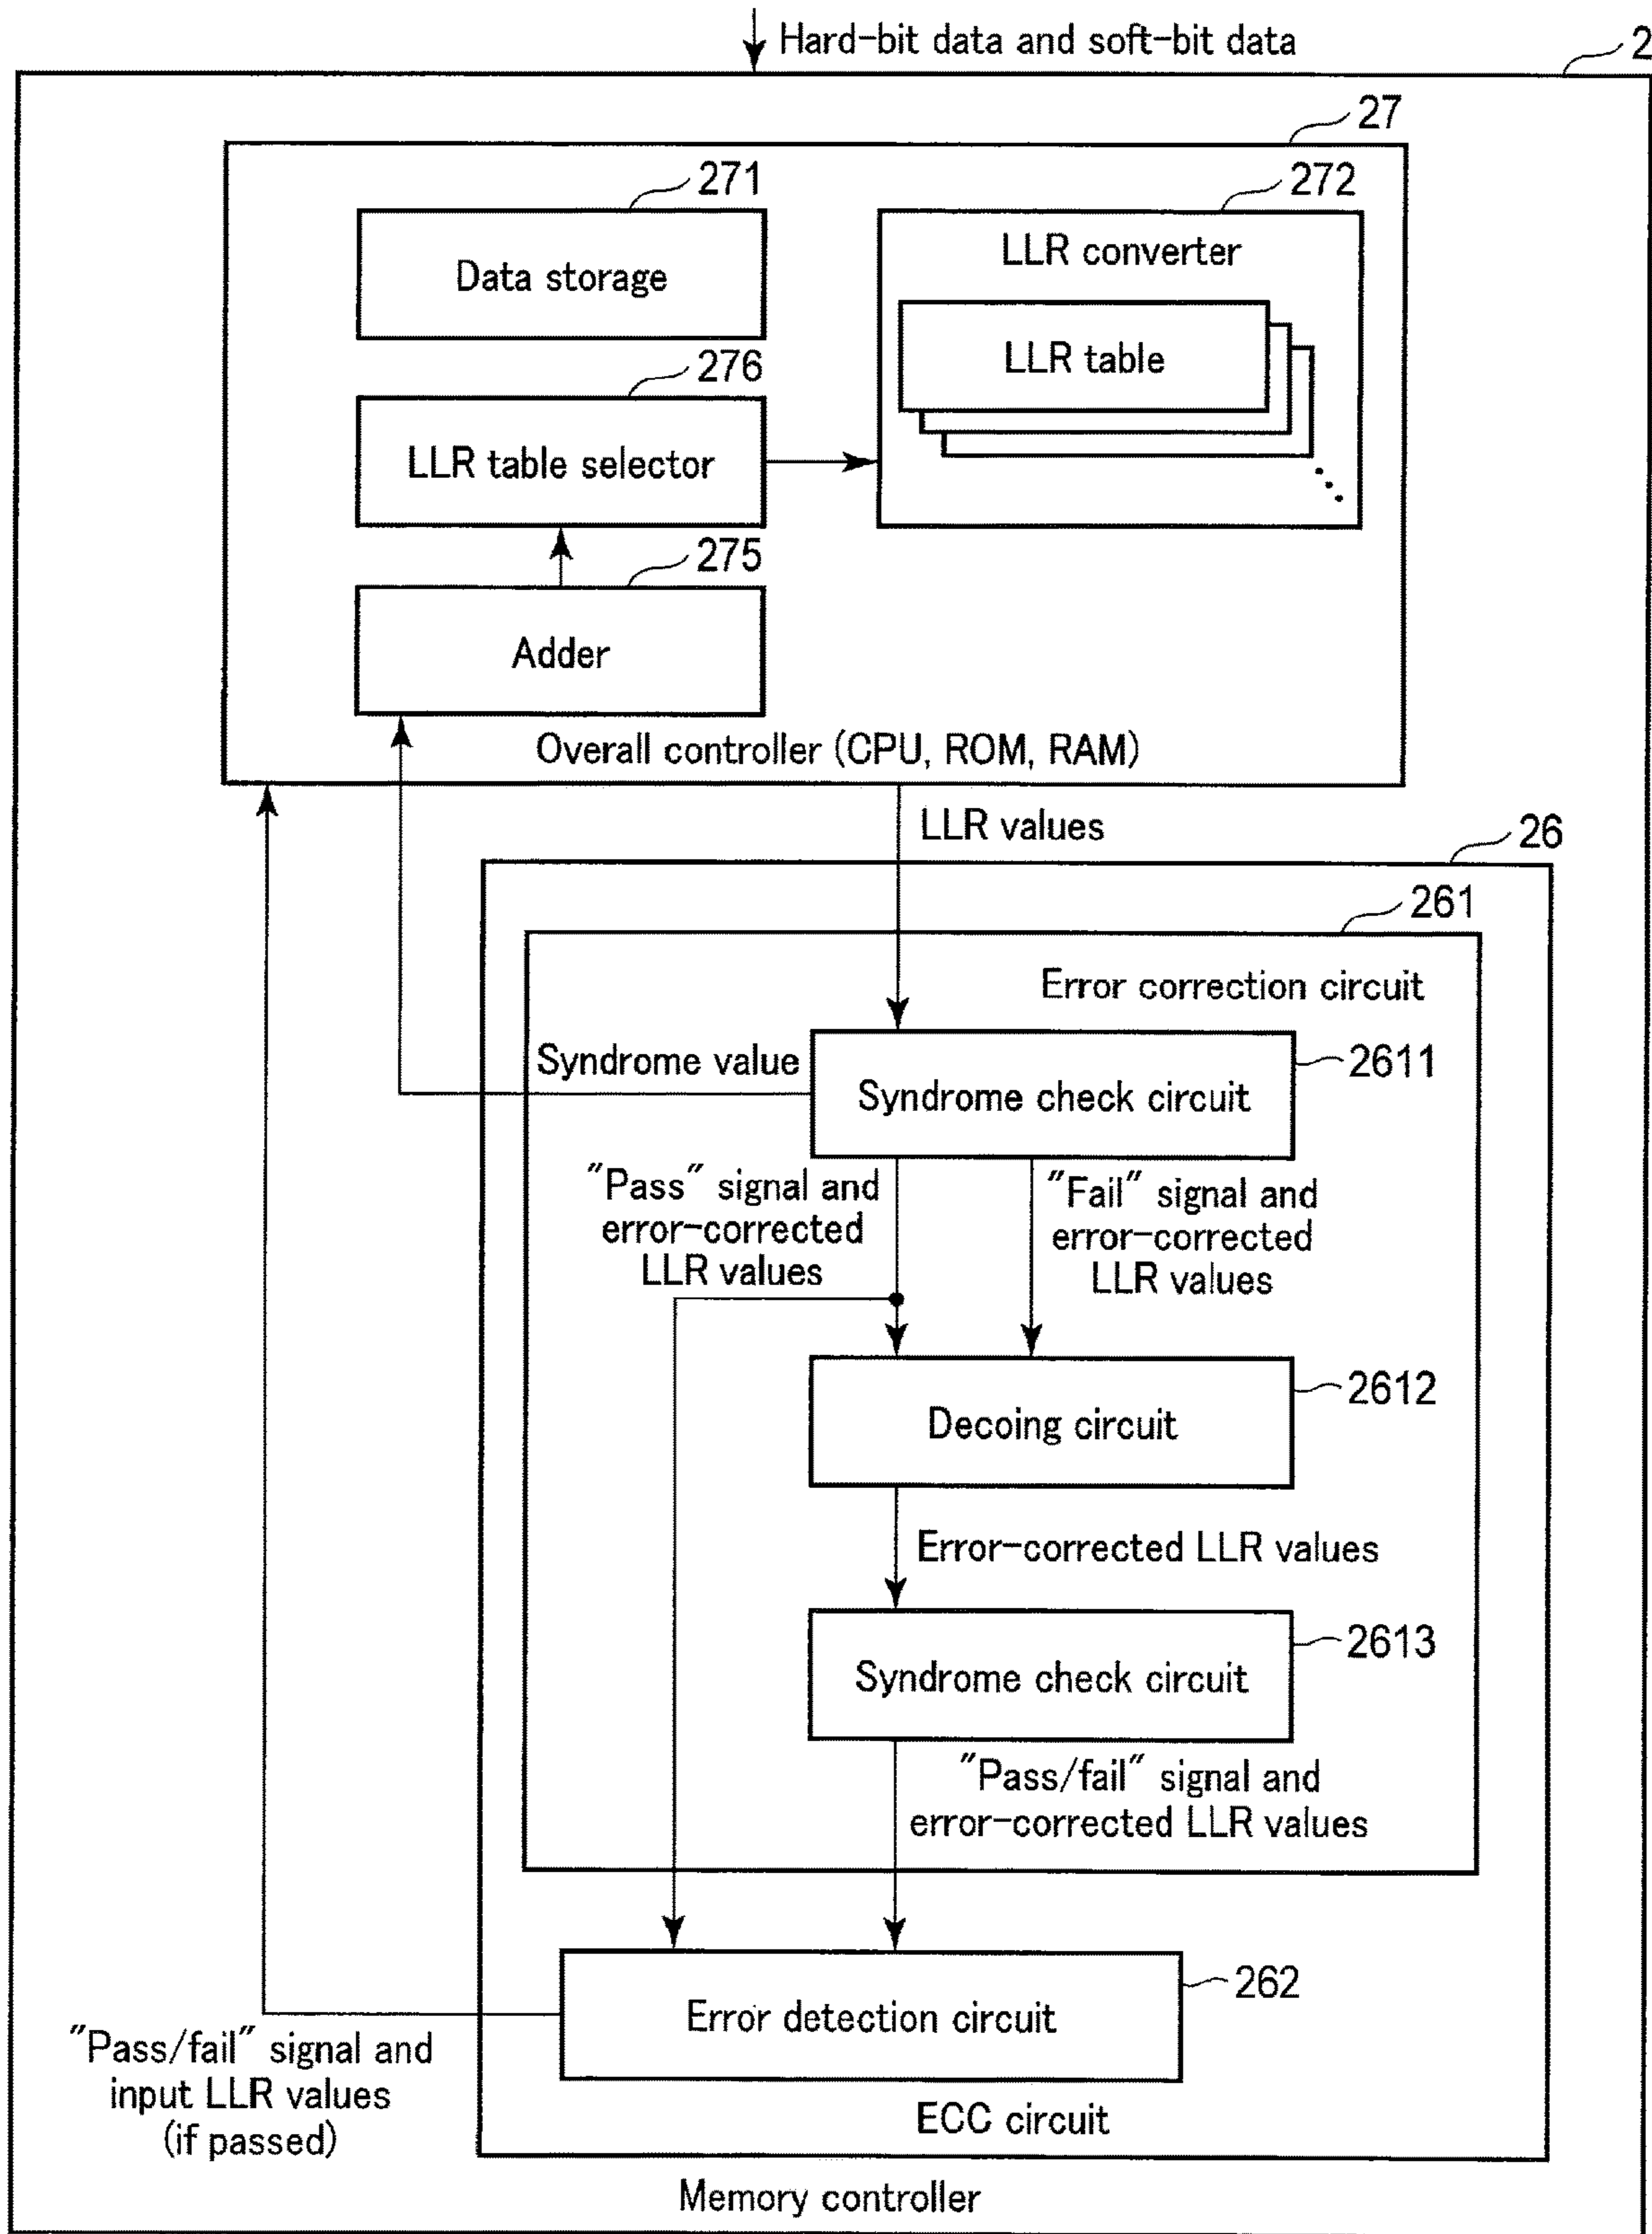 Hard-bit data and soft-bit data
2
27
271
272
Data storage
LLR converter
LLR table
276
LLR table selector
275
Adder
Overall controller (CPU, ROM, RAM)
LLR values
26
261
Error correction circuit
Syndrome value
2611
Syndrome check circuit
"Pass" signal and
error-corrected
LLR values
"Fail" signal and
error-corrected
LLR values
2612
Decoing circuit
Error-corrected LLR values
2613
Syndrome check circuit
"Pass/fail" signal and
error-corrected LLR values
262
Error detection circuit
"Pass/fail" signal and
input LLR values
(if passed)
ECC circuit
Memory controller